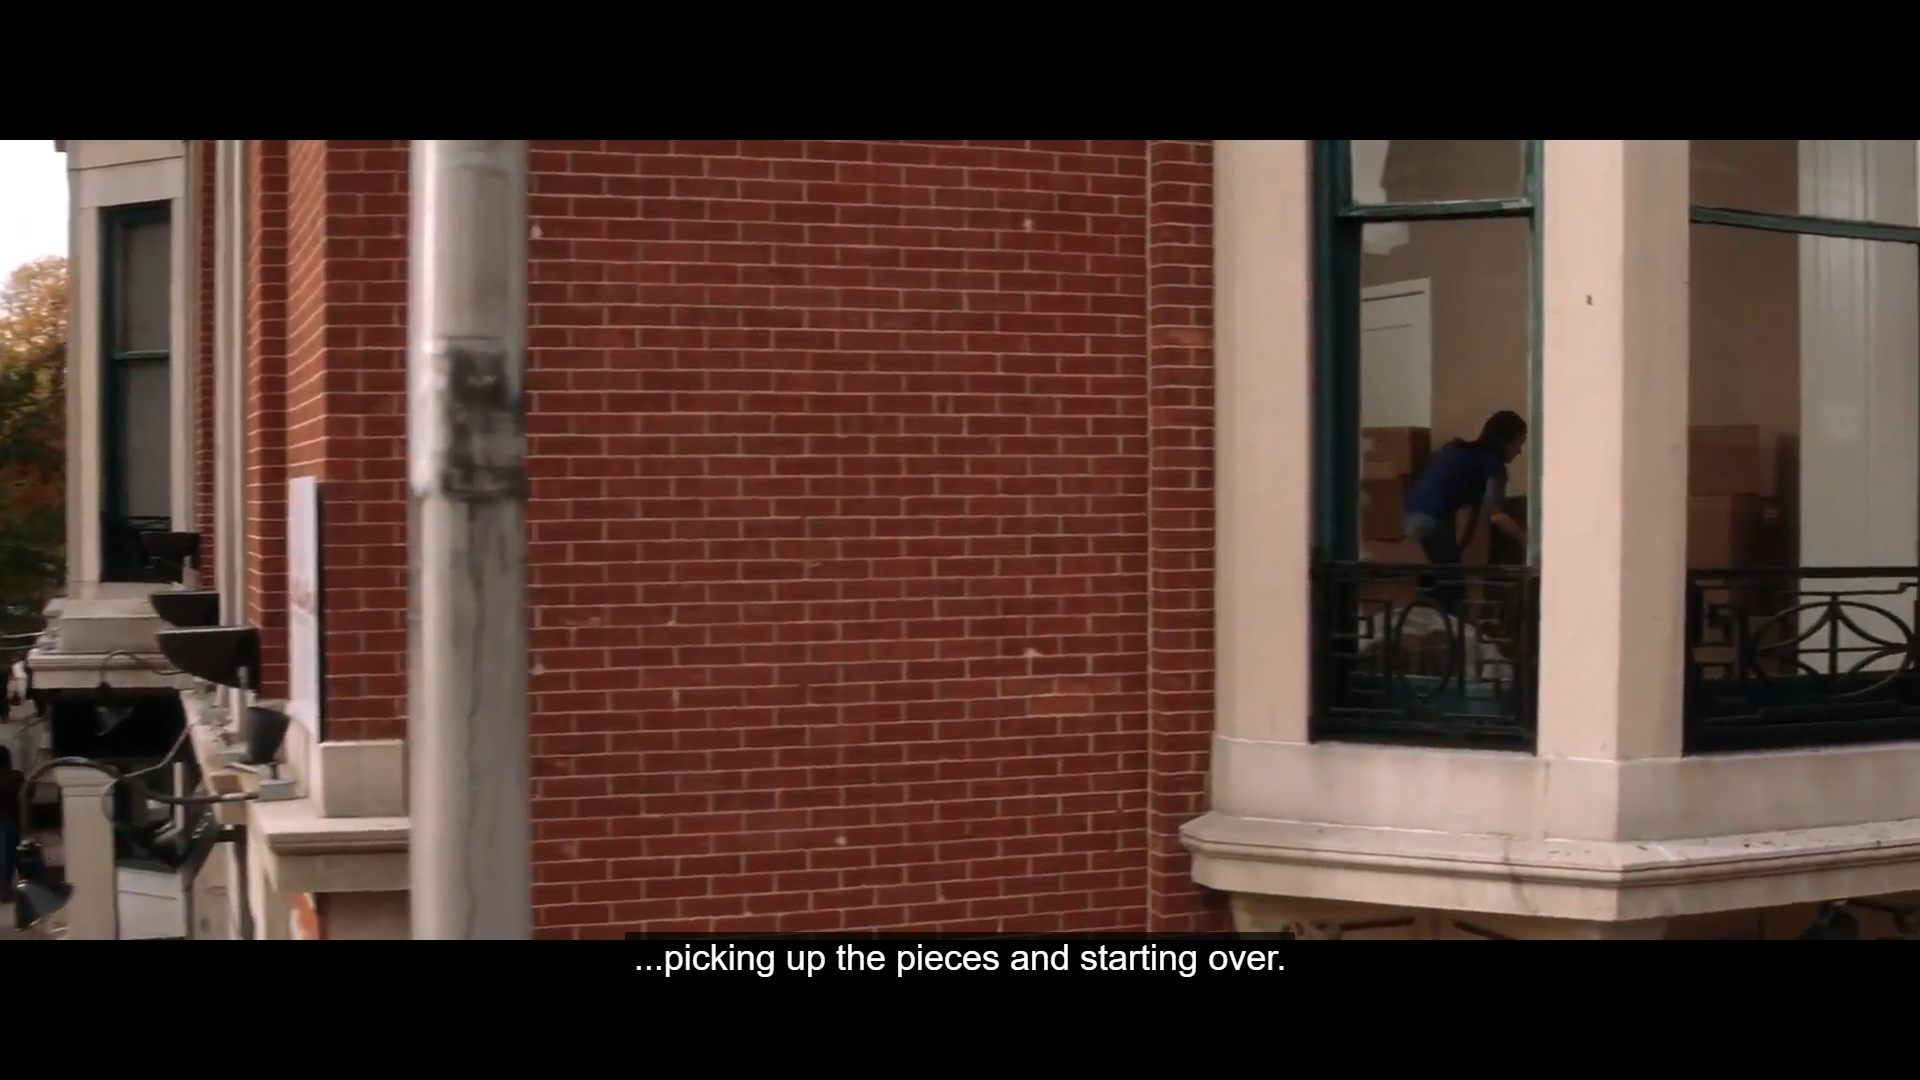 ...picking up the pieces and starting over.